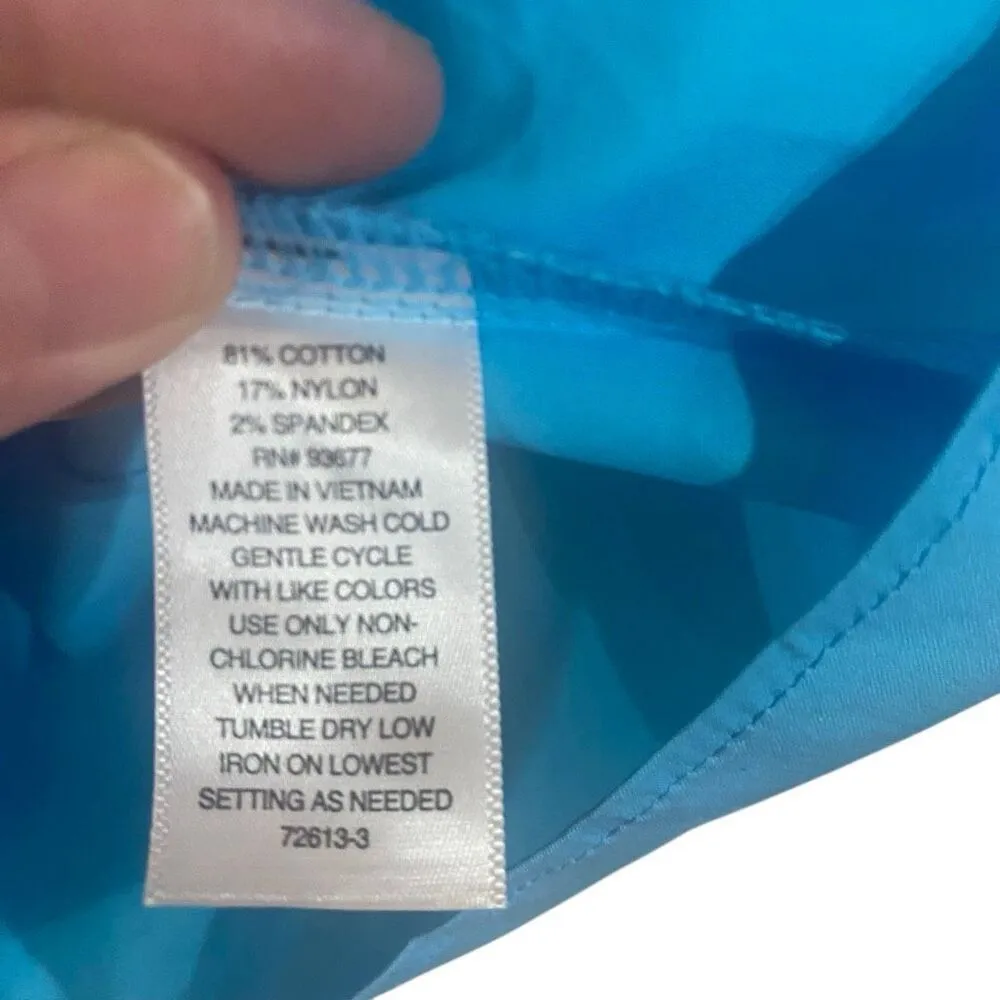 81% COTTON
17% NYLON
2% SPANDEX
RN# 93677
MADE IN VIETNAM
MACHINE WASH COLD
GENTLE CYCLE
WITH LIKE COLORS
USE ONLY NON-
CHLORINE BLEACH
WHEN NEEDED
TUMBLE DRY LOW
IRON ON LOWEST
SETTING AS NEEDED
72613-3